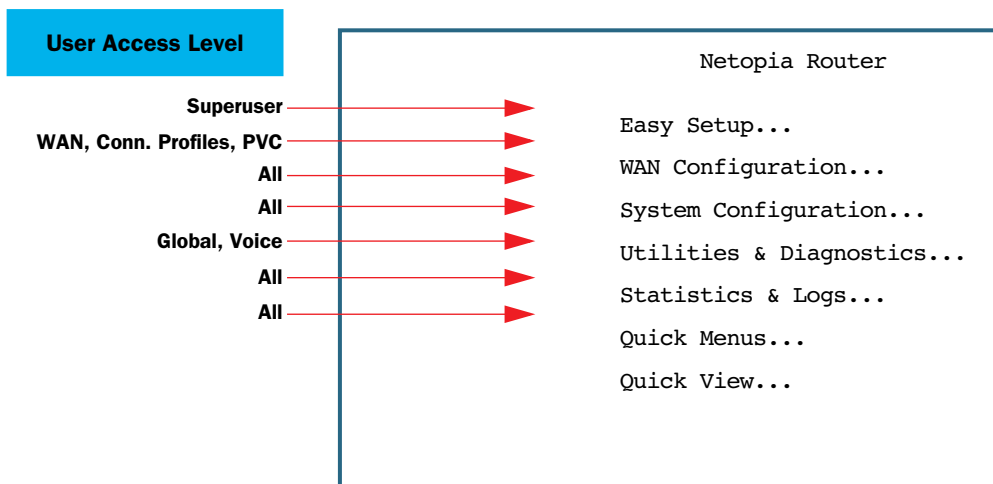 User Access Level
Netopia Router
Superuser
WAN, Conn. Profiles, PVC
All
All
Global, Voice
All
All
Easy Setup...
WAN Configuration...
System Configuration...
Utilities & Diagnostics...
Statistics & Logs...
Quick Menus...
Quick View...